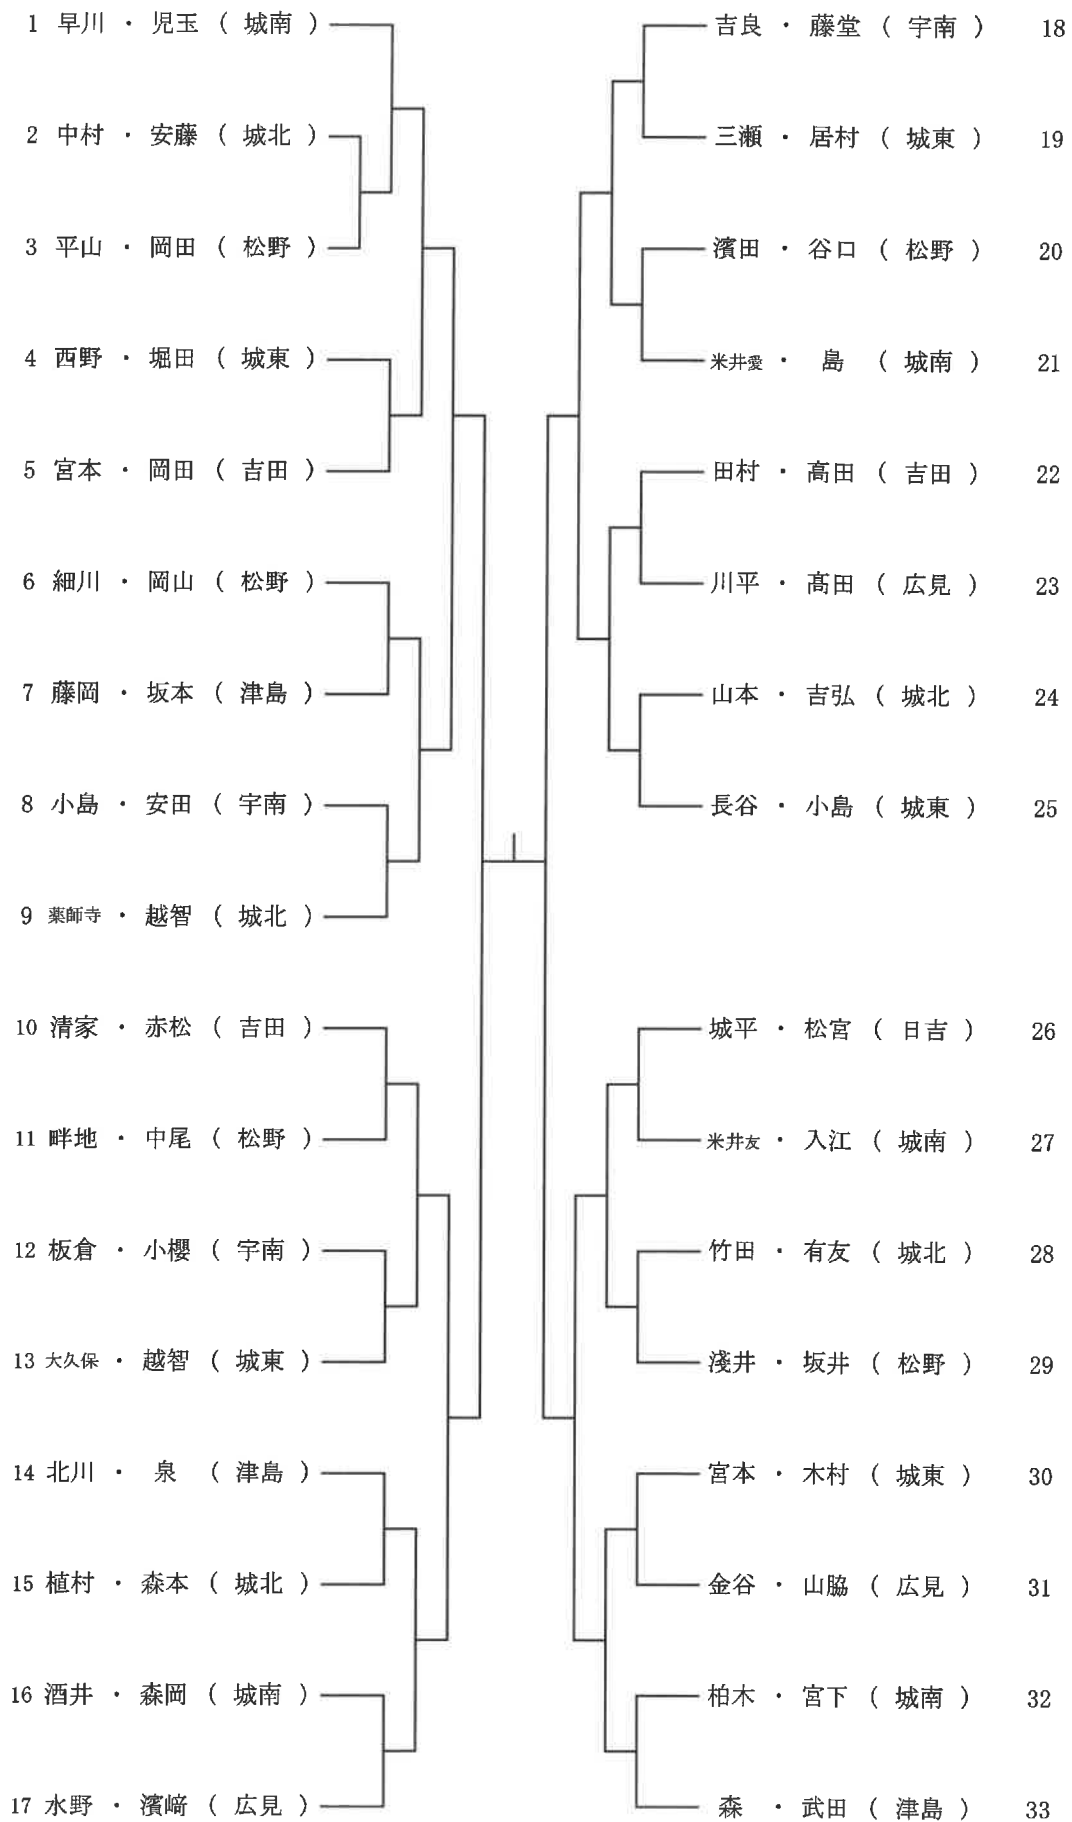 1 早川 ・ 児玉 ( 城南 )
2 中村 ・ 安藤 ( 城北 )
3 平山 ・ 岡田 ( 松野 )
4 西野 ・ 堀田 ( 城東 )
5 宮本 ・ 岡田 ( 吉田 )
6 細川 ・ 岡山 ( 松野 )
7 藤岡 ・ 坂本 ( 津島 )
8 小島 ・ 安田 ( 宇南 )
9 薬師寺 ・ 越智 ( 城北 )
10 清家 ・ 赤松 ( 吉田 )
11 畔地 ・ 中尾 ( 松野 )
12 板倉 ・ 小櫻 ( 宇南 )
13 大久保 ・ 越智 ( 城東 )
14 北川 ・ 泉 ( 津島 )
15 植村 ・ 森本 ( 城北 )
16 酒井 ・ 森岡 ( 城南 )
17 水野 ・ 濱﨑 ( 広見 )
吉良 ・ 藤堂 ( 宇南 ) 18
三瀬 ・ 居村 ( 城東 ) 19
濱田 ・ 谷口 ( 松野 ) 20
米井愛 ・ 島 ( 城南 ) 21
田村 ・ 高田 ( 吉田 ) 22
川平 ・ 髙田 ( 広見 ) 23
山本 ・ 吉弘 ( 城北 ) 24
長谷 ・ 小島 ( 城東 ) 25
城平 ・ 松宮 ( 日吉 ) 26
米井友 ・ 入江 ( 城南 ) 27
竹田 ・ 有友 ( 城北 ) 28
淺井 ・ 坂井 ( 松野 ) 29
宮本 ・ 木村 ( 城東 ) 30
金谷 ・ 山脇 ( 広見 ) 31
柏木 ・ 宮下 ( 城南 ) 32
森 ・ 武田 ( 津島 ) 33